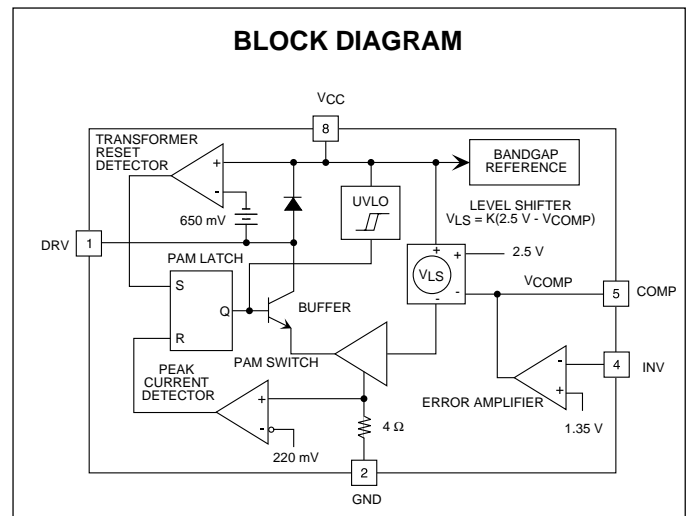 BLOCK DIAGRAM
VCC
8
TRANSFORMER
RESET
DETECTOR
+
-
650 mV
UVLO
BANDGAP
REFERENCE
LEVEL SHIFTER
VLS = K(2.5 V - VCOMP)
DRV
1
PAM LATCH
S
Q
R
BUFFER
PAM SWITCH
+
+
2.5 V
VLS
-
-
VCOMP
5
COMP
PEAK
CURRENT
DETECTOR
+
-
220 mV
4 Ω
-
4
INV
+
ERROR AMPLIFIER
1.35 V
2
GND